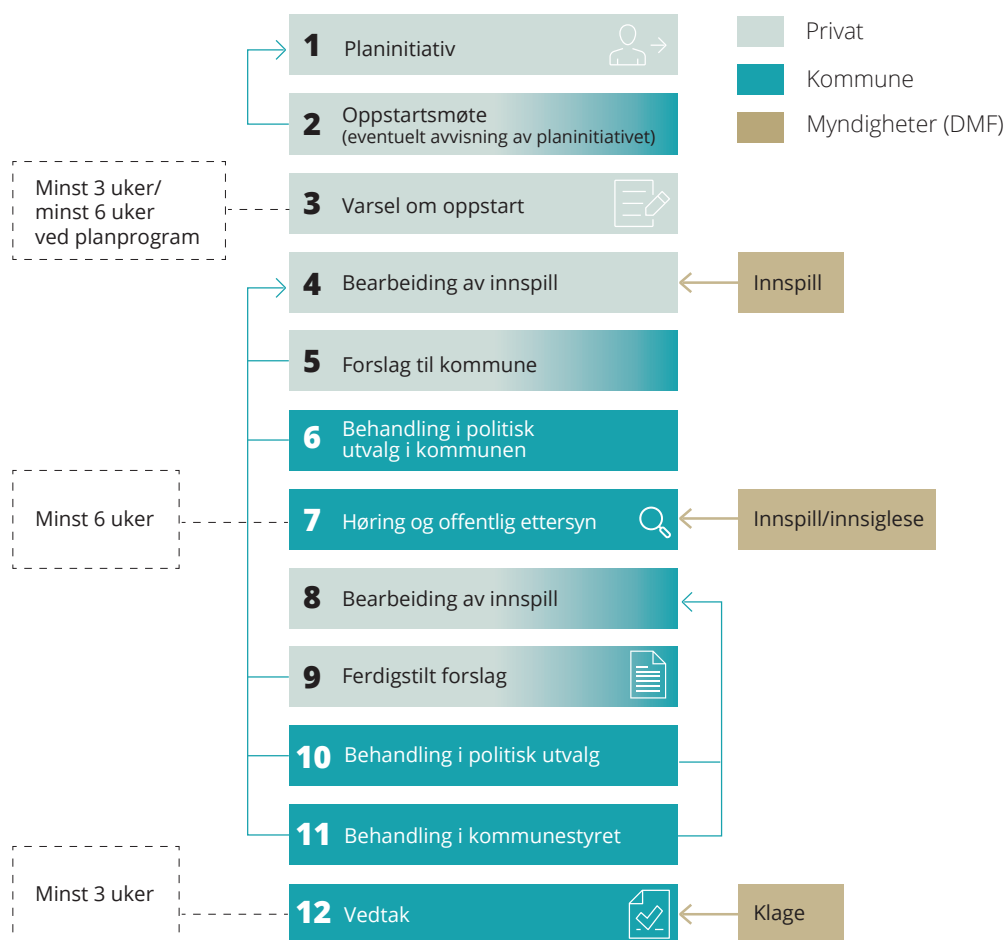 1 Planinitiativ
Privat
Kommune
Myndigheter (DMF)
2 Oppstartsmøte
(eventuelt avvisning av planinitiativet)
Minst 3 uker/
minst 6 uker
ved planprogram
3 Varsel om oppstart
4 Bearbeiding av innspill
Innspill
5 Forslag til kommune
6 Behandling i politisk
utvalg i kommunen
Minst 6 uker
7 Høring og offentlig ettersyn
Innspill/innsiglese
8 Bearbeiding av innspill
9 Ferdigstilt forslag
10 Behandling i politisk utvalg
11 Behandling i kommunestyret
Minst 3 uker
12 Vedtak
Klage